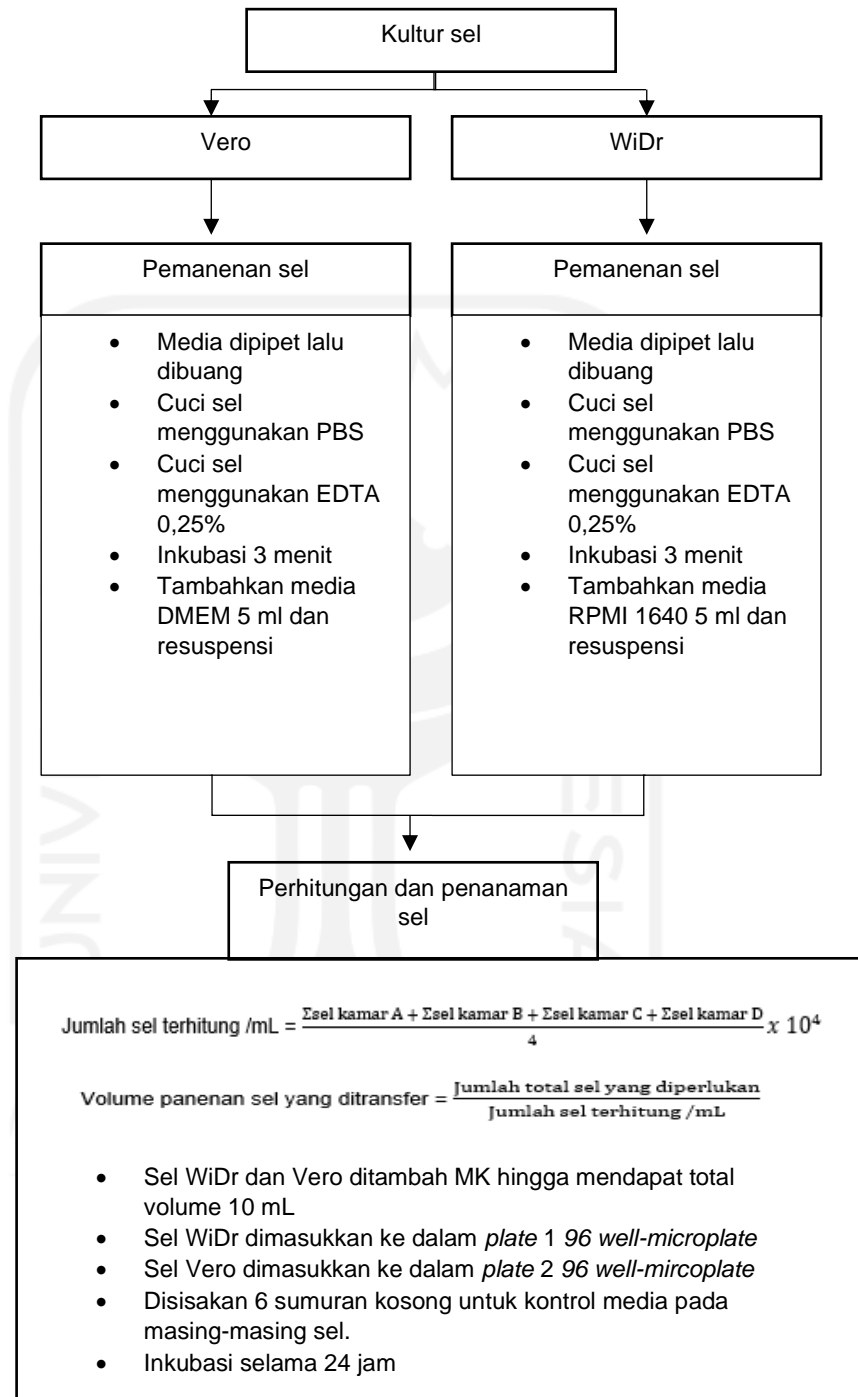 Kultur sel
Vero
WiDr
Pemanenan sel
• Media dipipet lalu
dibuang
• Cuci sel
menggunakan PBS
• Cuci sel
menggunakan EDTA
0,25%
• Inkubasi 3 menit
• Tambahkan media
DMEM 5 ml dan
resuspensi
Pemanenan sel
• Media dipipet lalu
dibuang
• Cuci sel
menggunakan PBS
• Cuci sel
menggunakan EDTA
0,25%
• Inkubasi 3 menit
• Tambahkan media
RPMI 1640 5 ml dan
resuspensi
Perhitungan dan penanaman
sel
Jumlah sel terhitung /mL = (Σsel kamar A + Σsel kamar B + Σsel kamar C + Σsel kamar D)/4 x 10⁴
Volume panenan sel yang ditransfer = Jumlah total sel yang diperlukan / Jumlah sel terhitung /mL
• Sel WiDr dan Vero ditambah MK hingga mendapat total
volume 10 mL
• Sel WiDr dimasukkan ke dalam plate 1 96 well-microplate
• Sel Vero dimasukkan ke dalam plate 2 96 well-mircoplate
• Disisakan 6 sumuran kosong untuk kontrol media pada
masing-masing sel.
• Inkubasi selama 24 jam
UNIV
ESIA